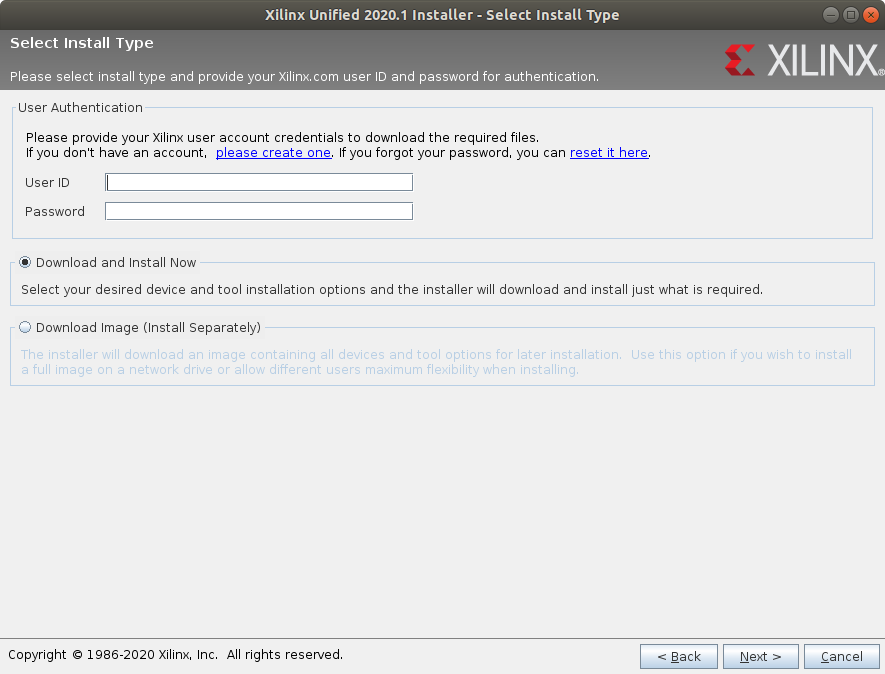 Xilinx Unified 2020.1 Installer - Select Install Type
Select Install Type
Please select install type and provide your Xilinx.com user ID and password for authentication.
XILINX®
User Authentication
Please provide your Xilinx user account credentials to download the required files.
If you don't have an account, please create one. If you forgot your password, you can reset it here.
User ID
Password
Download and Install Now
Select your desired device and tool installation options and the installer will download and install just what is required.
Download Image (Install Separately)
The installer will download an image containing all devices and tool options for later installation. Use this option if you wish to install
a full image on a network drive or allow different users maximum flexibility when installing.
Copyright © 1986-2020 Xilinx, Inc. All rights reserved.
< Back
Next >
Cancel